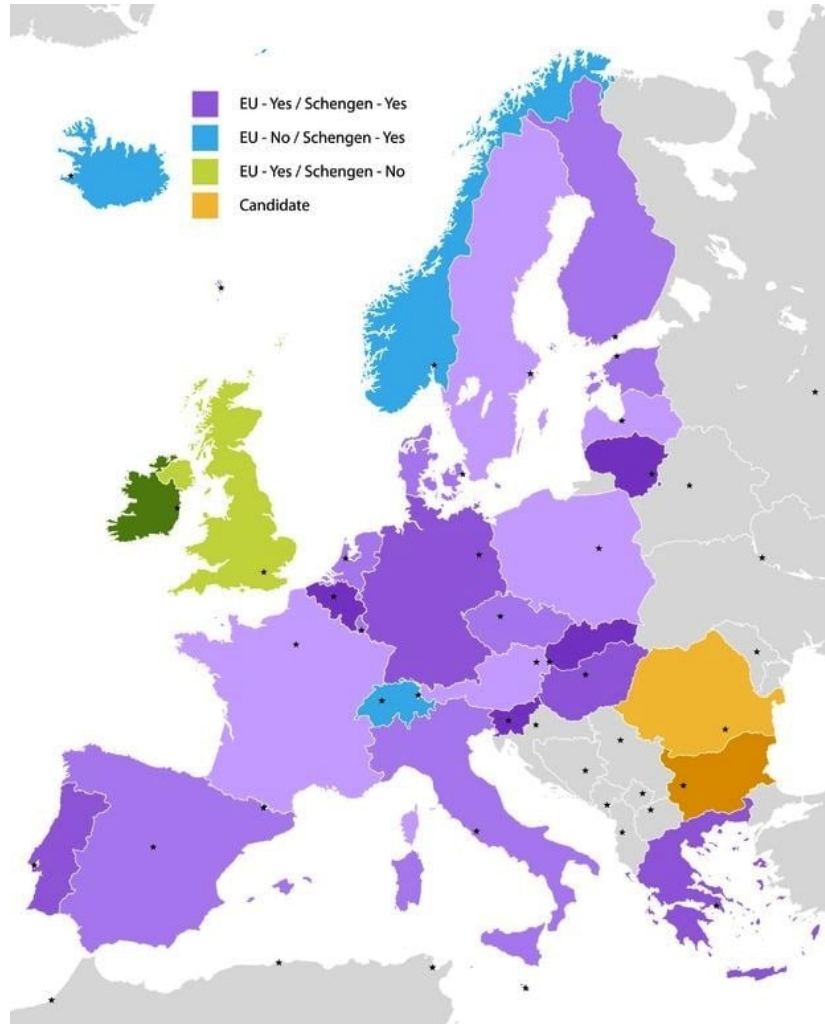 EU - Yes / Schengen - Yes
EU - No / Schengen - Yes
EU - Yes / Schengen - No
Candidate